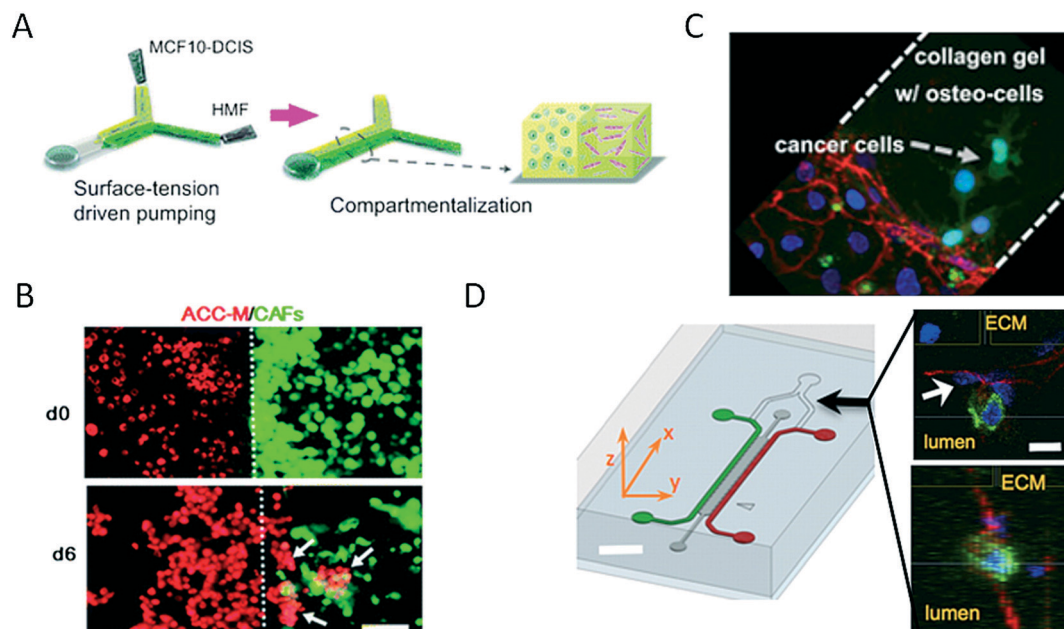 A
MCF10-DCIS
HMF
Surface-tension
driven pumping
Compartmentalization
B
ACC-M/CAFs
d0
d6
C
collagen gel
w/ osteo-cells
cancer cells
D
z
x
y
ECM
lumen
ECM
lumen